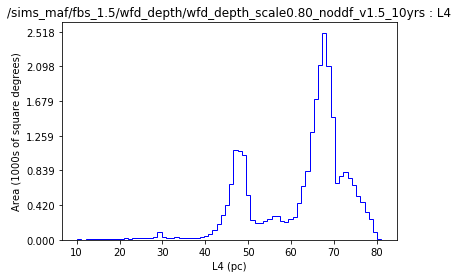 /sims_maf/fbs_1.5/wfd_depth/wfd_depth_scale0.80_noddf_v1.5_10yrs : L4
2.518
2.098
1.679
1.259
0.839
0.420
0.000
Area (1000s of square degrees)
10 20 30 40 50 60 70 80
L4 (pc)